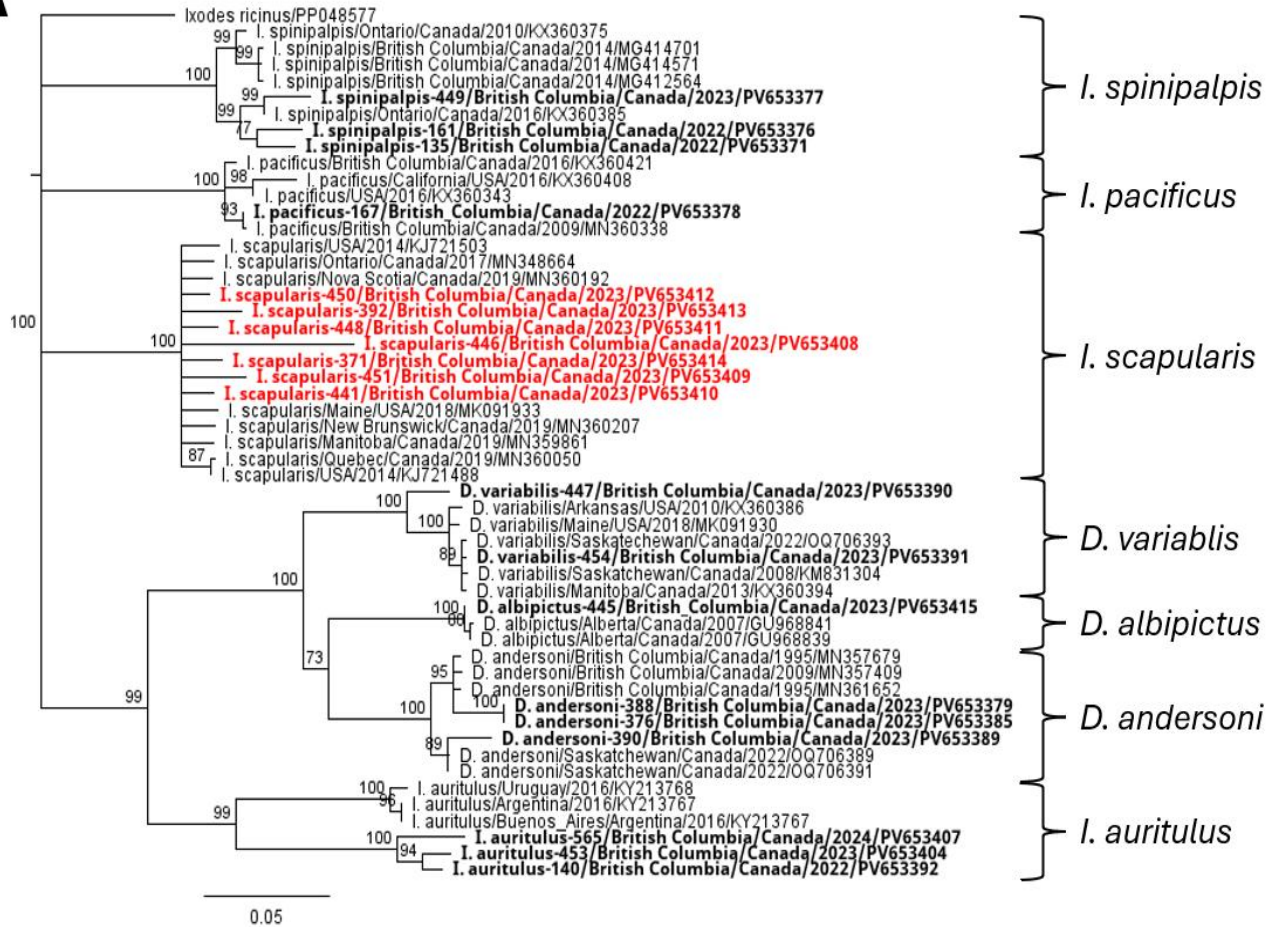 Ixodes ricinus/PP048577
99
I. spinipalpis/Ontario/Canada/2010/KX360375
99
I. spinipalpis/British Columbia/Canada/2014/MG414701
I. spinipalpis/British Columbia/Canada/2014/MG414571
100
I. spinipalpis/British Columbia/Canada/2014/MG412564
I. spinipalpis
99
I. spinipalpis-449/British Columbia/Canada/2023/PV653377
99
I. spinipalpis/Ontario/Canada/2016/KX360385
77
I. spinipalpis-161/British Columbia/Canada/2022/PV653376
I. spinipalpis-135/British Columbia/Canada/2022/PV653371
I. pacificus/British Columbia/Canada/2016/KX360421
100
98
I. pacificus/California/USA/2016/KX360408
I. pacificus/USA/2016/KX360343
I. pacificus
93
I. pacificus-167/British_Columbia/Canada/2022/PV653378
I. pacificus/British Columbia/Canada/2009/MN360338
I. scapularis/USA/2014/KJ721503
I. scapularis/Ontario/Canada/2017/MN348664
I. scapularis/Nova Scotia/Canada/2019/MN360192
I. scapularis-450/British Columbia/Canada/2023/PV653412
I. scapularis-392/British Columbia/Canada/2023/PV653413
100
I. scapularis-448/British Columbia/Canada/2023/PV653411
100
I. scapularis-446/British Columbia/Canada/2023/PV653408
I. scapularis-371/British Columbia/Canada/2023/PV653414
I. scapularis
I. scapularis-451/British Columbia/Canada/2023/PV653409
I. scapularis-441/British Columbia/Canada/2023/PV653410
I. scapularis/Maine/USA/2018/MK091933
I. scapularis/New Brunswick/Canada/2019/MN360207
I. scapularis/Manitoba/Canada/2019/MN359861
87
I. scapularis/Quebec/Canada/2019/MN360050
I. scapularis/USA/2014/KJ721488
100
D. variabilis-447/British Columbia/Canada/2023/PV653390
D. variabilis/Arkansas/USA/2010/KX360386
100
D. variabilis/Maine/USA/2018/MK091930
D. variabilis/Saskatechewan/Canada/2022/OQ706393
D. variablis
89
D. variabilis-454/British Columbia/Canada/2023/PV653391
D. variabilis/Saskatchewan/Canada/2008/KM831304
100
D. variabilis/Manitoba/Canada/2013/KX360394
100
D. albipictus-445/British_Columbia/Canada/2023/PV653415
D. albipictus/Alberta/Canada/2007/GU968841
D. albipictus
D. albipictus/Alberta/Canada/2007/GU968839
73
D. andersoni/British Columbia/Canada/1995/MN357679
95
D. andersoni/British Columbia/Canada/2009/MN357409
D. andersoni/British Columbia/Canada/1995/MN361652
99
100
100
D. andersoni-388/British Columbia/Canada/2023/PV653379
D. andersoni-376/British Columbia/Canada/2023/PV653385
D. andersoni
89
D. andersoni-390/British Columbia/Canada/2023/PV653389
D. andersoni/Saskatchewan/Canada/2022/OQ706389
D. andersoni/Saskatchewan/Canada/2022/OQ706391
100
I. auritulus/Uruguay/2016/KY213768
96
I. auritulus/Argentina/2016/KY213767
99
I. auritulus/Buenos_Aires/Argentina/2016/KY213767
I. auritulus
100
I. auritulus-565/British Columbia/Canada/2024/PV653407
94
I. auritulus-453/British Columbia/Canada/2023/PV653404
I. auritulus-140/British Columbia/Canada/2022/PV653392
0.05